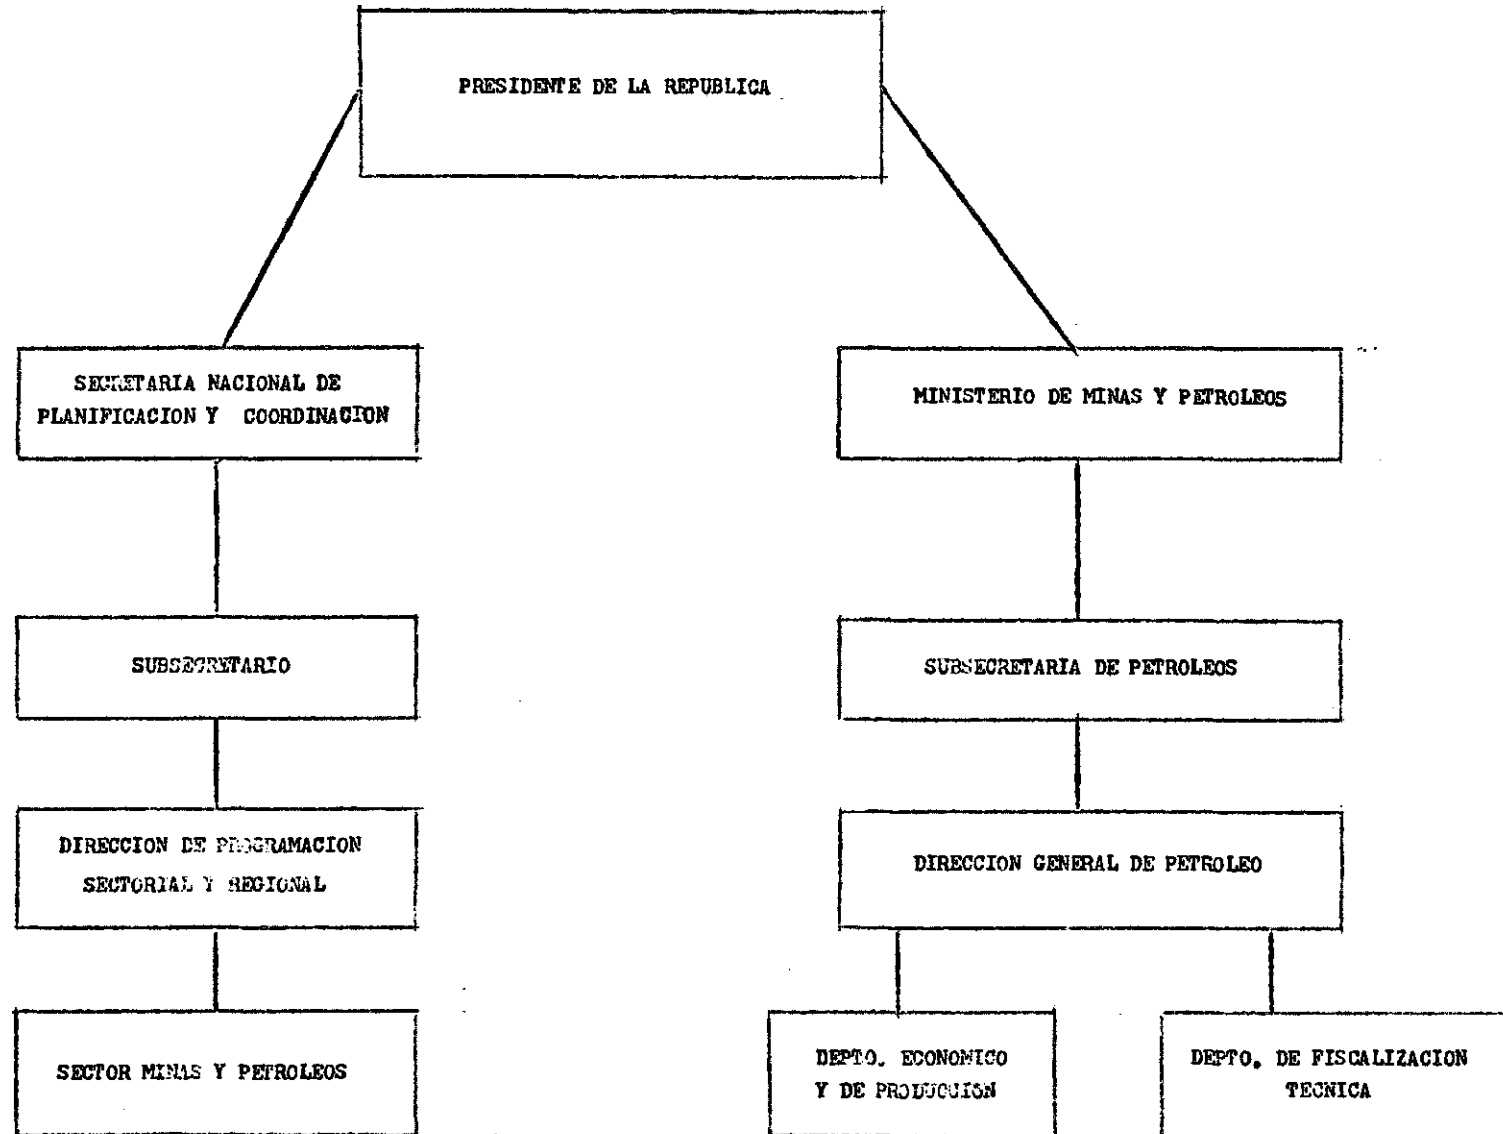 PRESIDENTE DE LA REPUBLICA
SECRETARIA NACIONAL DE
PLANIFICACION Y COORDINACION
MINISTERIO DE MINAS Y PETROLEOS
SUBSECRETARIO
SUBSECRETARIA DE PETROLEOS
DIRECCION DE PROGRAMACION
SECTORIAL Y REGIONAL
DIRECCION GENERAL DE PETROLEO
SECTOR MINAS Y PETROLEOS
DEPTO. ECONOMICO
Y DE PRODUCCION
DEPTO. DE FISCALIZACION
TECNICA